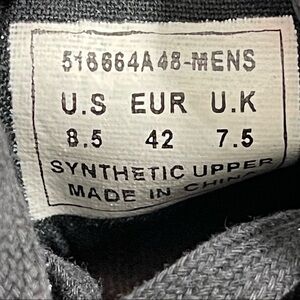 518664A48-MENS
U.S EUR U.K
8.5 42 7.5
SYNTHETIC UPPER
MADE IN CHINA